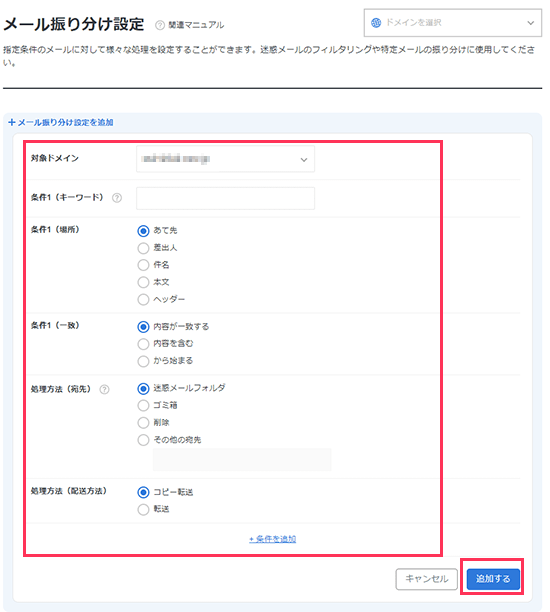 メール振り分け設定 ? 関連マニュアル
ドメインを選択
指定条件のメールに対して様々な処理を設定することができます。迷惑メールのフィルタリングや特定メールの振り分けに使用してくださ
い。
+メール振り分け設定を追加
対象ドメイン
条件1（キーワード） ?
条件1（場所）
あて先
差出人
件名
本文
ヘッダー
条件1（一致）
内容が一致する
内容を含む
から始まる
処理方法（宛先） ?
迷惑メールフォルダ
ゴミ箱
削除
その他の宛先
処理方法（配送方法）
コピー転送
転送
+ 条件を追加
キャンセル
追加する